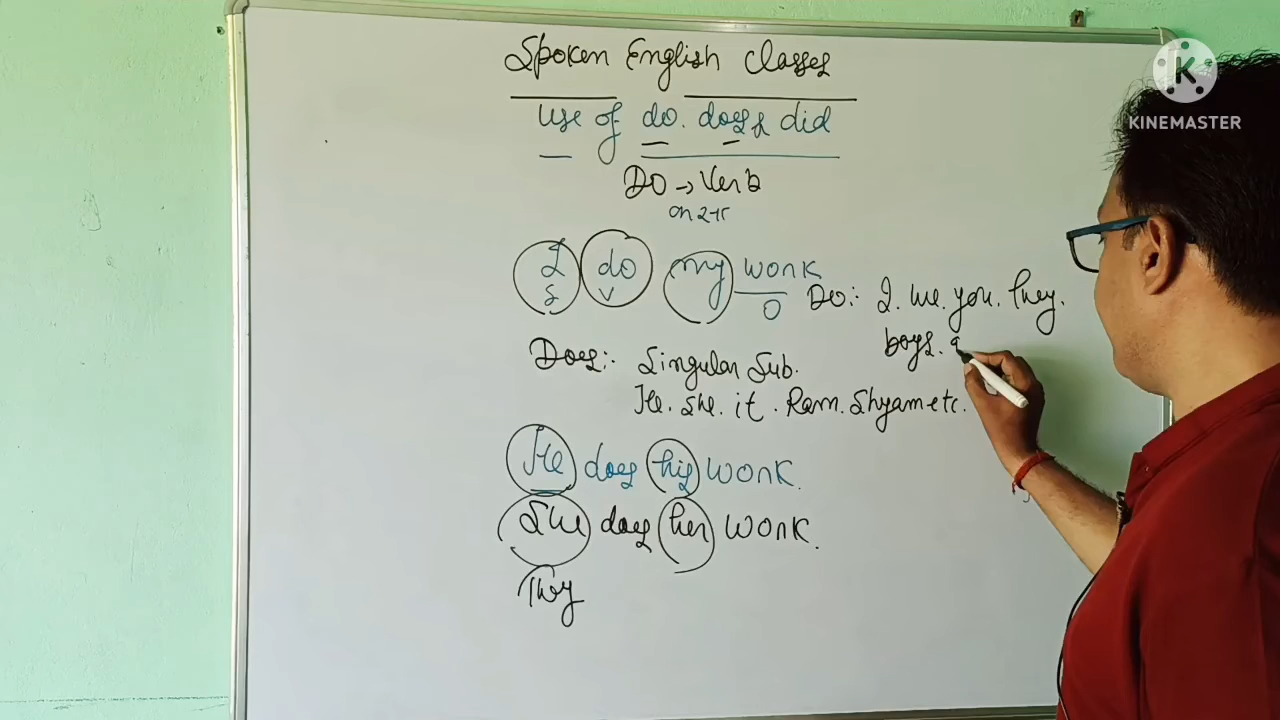 Spoken English Classes
use of do. does & did
DO → Verb
I do my work
S V O
DO:- I. we. you. they.
boys.
Does:- Singular Sub.
He. She. it. Ram. Shyam etc.
He does his work.
She does her work.
They
K
KINEMASTER